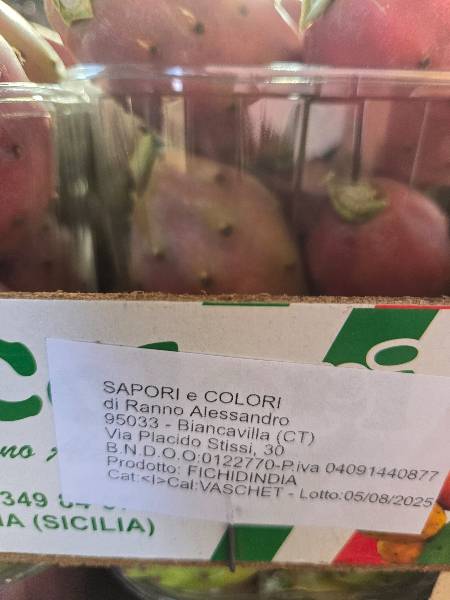 SAPORI e COLORI
di Ranno Alessandro
95033 - Biancavilla (CT)
Via Placido Stissi, 30
B.N.D.O.O:0122770-P.iva 04091440877
Prodotto: FICHIDINDIA
Cat:<I>Cal:VASCHET - Lotto:05/08/2025
349
(SICILIA)